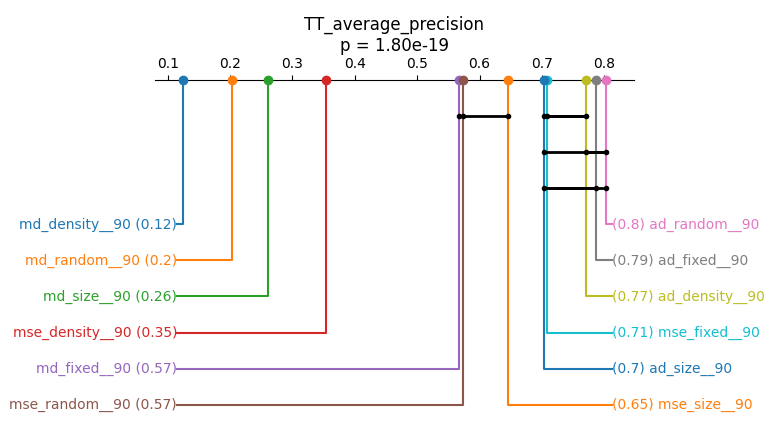 TT_average_precision
p = 1.80e-19
0.1 0.2 0.3 0.4 0.5 0.6 0.7 0.8
md_density__90 (0.12)
(0.8) ad_random__90
md_random__90 (0.2)
(0.79) ad_fixed__90
md_size__90 (0.26)
(0.77) ad_density__90
mse_density__90 (0.35)
(0.71) mse_fixed__90
md_fixed__90 (0.57)
(0.7) ad_size__90
mse_random__90 (0.57)
(0.65) mse_size__90